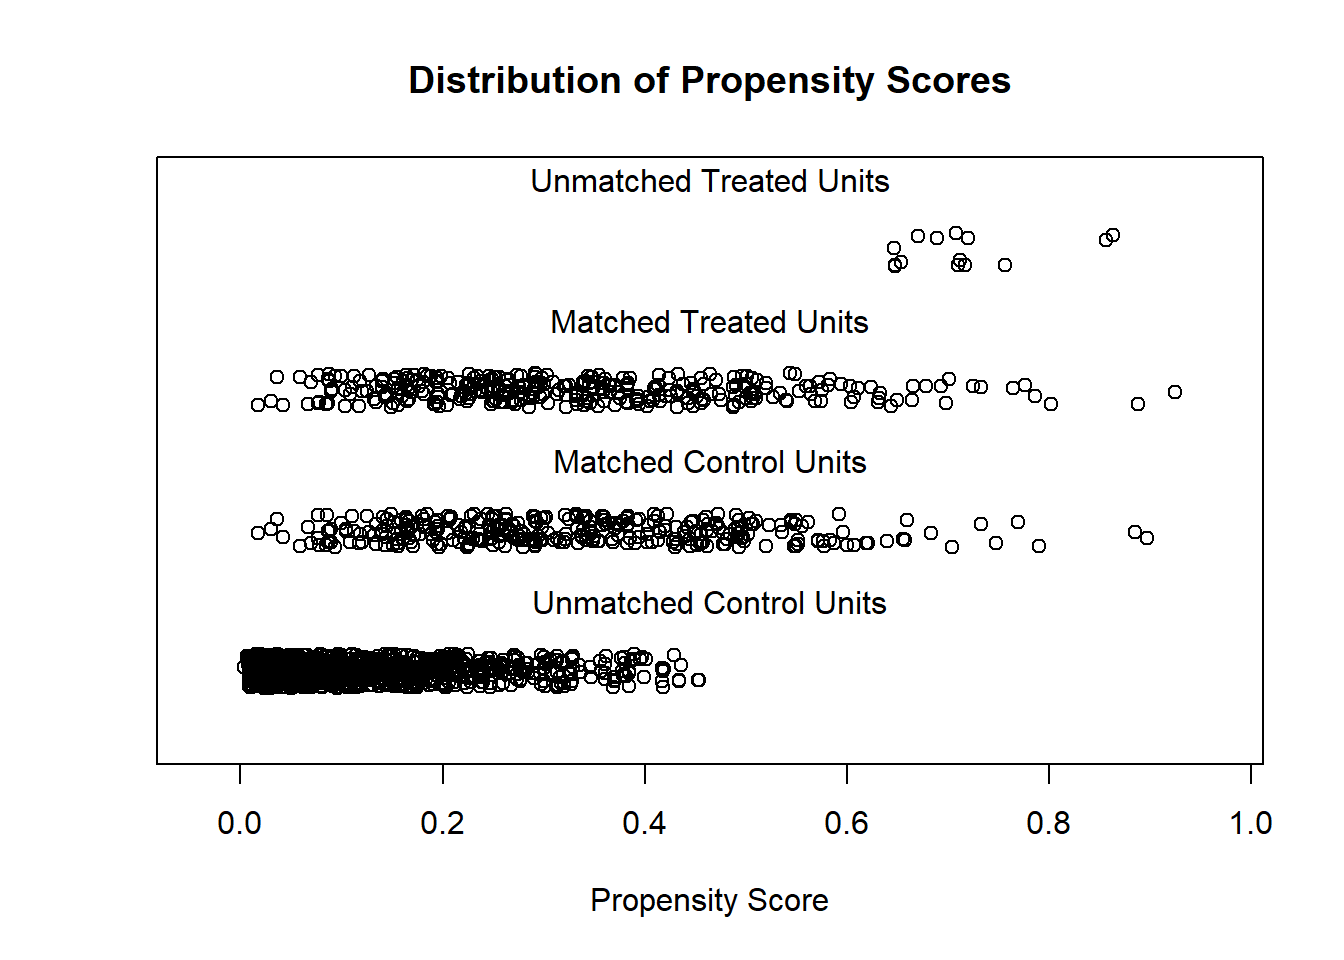 Distribution of Propensity Scores
Unmatched Treated Units
Matched Treated Units
Matched Control Units
Unmatched Control Units
0.0 0.2 0.4 0.6 0.8 1.0
Propensity Score